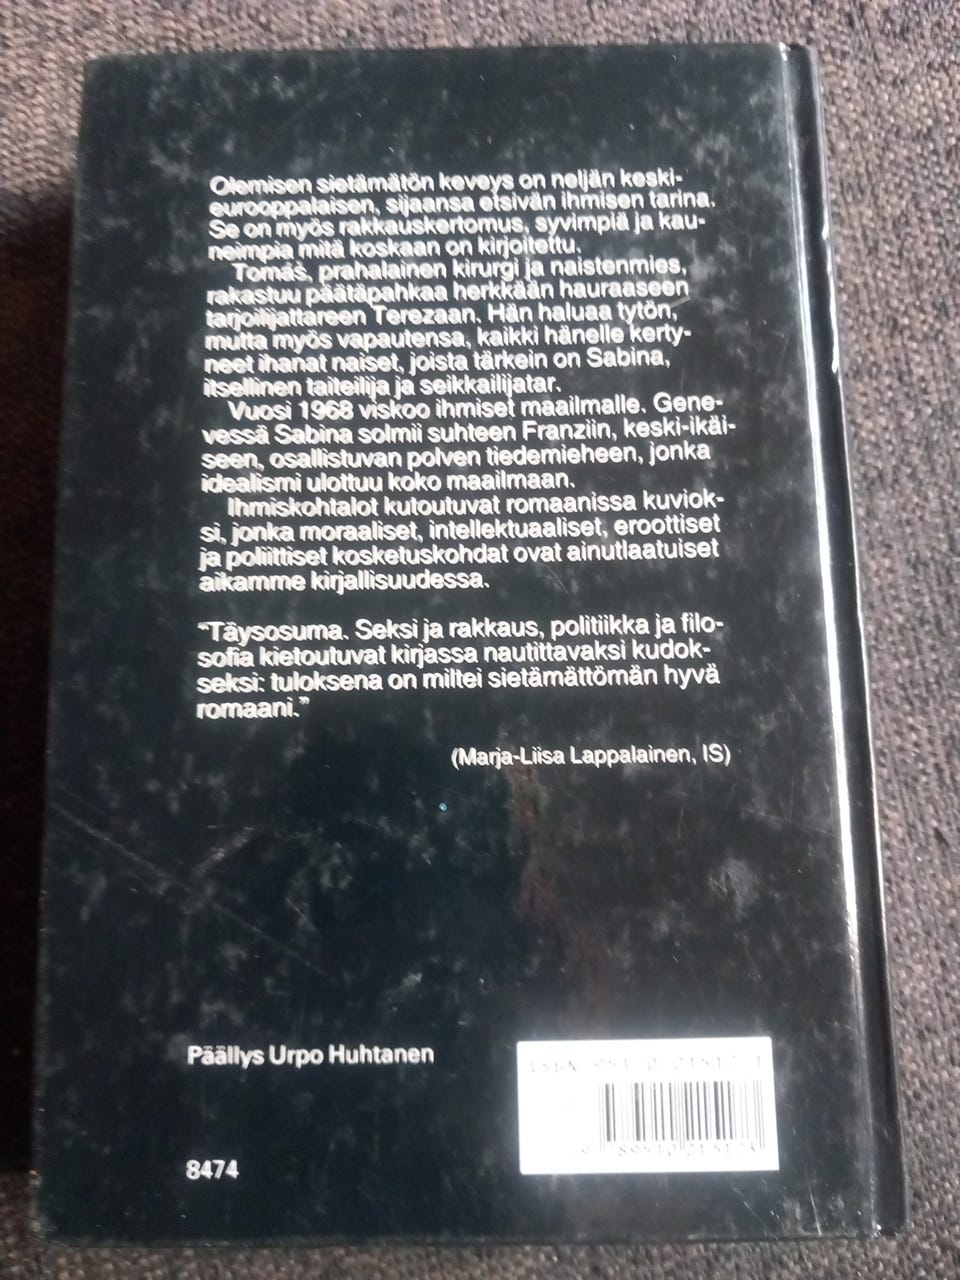 Olemisen sietämätön keveys on neljän keski-
eurooppalaisen, sijaansa etsivän ihmisen tarina.
Se on myös rakkauskertomus, syvimpiä ja kau-
neimpia mitä koskaan on kirjoitettu.
Tomáš, prahalainen kirurgi ja naistenmies,
rakastuu päätäpahkaa herkkään hauraaseen
tarjoilijattareen Terezaan. Hän haluaa tytön,
mutta myös vapautensa, kaikki hänelle kerty-
neet ihanat naiset, joista tärkein on Sabina,
itsellinen taiteilija ja seikkailijatar.
Vuosi 1968 viskoo ihmiset maailmalle. Gene-
vessä Sabina solmii suhteen Franziin, keski-ikäi-
seen, osallistuvan polven tiedemieheen, jonka
idealismi ulottuu koko maailmaan.
Ihmiskohtalot kutoutuvat romaanissa kuviok-
si, jonka moraaliset, intellektuaaliset, eroottiset
ja poliittiset kosketuskohdat ovat ainutlaatuiset
aikamme kirjallisuudessa.
"Täysosuma. Seksi ja rakkaus, politiikka ja filo-
sofia kietoutuvat kirjassa nautittavaksi kudok-
seksi: tuloksena on miltei sietämättömän hyvä
romaani."
(Marja-Liisa Lappalainen, IS)
Päällys Urpo Huhtanen
ISBN
8474